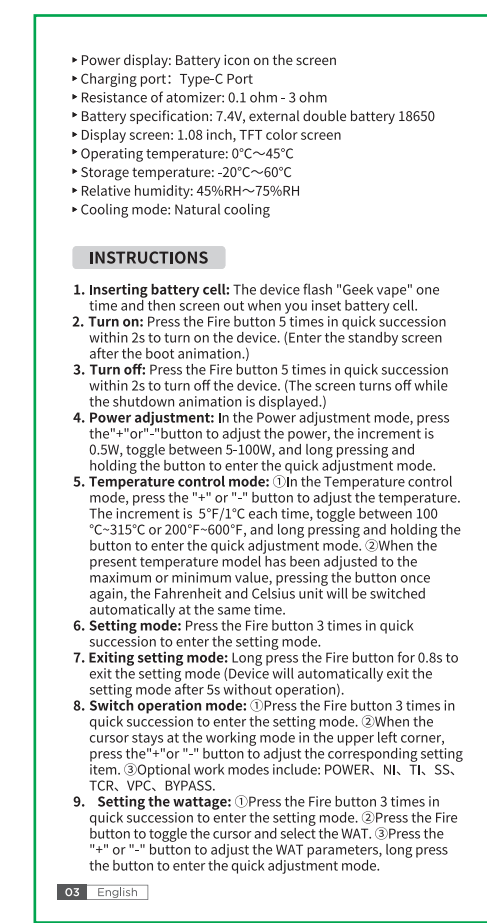 ▸ Power display: Battery icon on the screen
▸ Charging port：Type-C Port
▸ Resistance of atomizer: 0.1 ohm - 3 ohm
▸ Battery specification: 7.4V, external double battery 18650
▸ Display screen: 1.08 inch, TFT color screen
▸ Operating temperature: 0°C～45°C
▸ Storage temperature: -20°C～60°C
▸ Relative humidity: 45%RH～75%RH
▸ Cooling mode: Natural cooling
INSTRUCTIONS
1. Inserting battery cell: The device flash "Geek vape" one
time and then screen out when you inset battery cell.
2. Turn on: Press the Fire button 5 times in quick succession
within 2s to turn on the device. (Enter the standby screen
after the boot animation.)
3. Turn off: Press the Fire button 5 times in quick succession
within 2s to turn off the device. (The screen turns off while
the shutdown animation is displayed.)
4. Power adjustment: In the Power adjustment mode, press
the"+"or"-"button to adjust the power, the increment is
0.5W, toggle between 5-100W, and long pressing and
holding the button to enter the quick adjustment mode.
5. Temperature control mode: ①In the Temperature control
mode, press the "+" or "-" button to adjust the temperature.
The increment is 5°F/1°C each time, toggle between 100
°C~315°C or 200°F~600°F, and long pressing and holding the
button to enter the quick adjustment mode. ②When the
present temperature model has been adjusted to the
maximum or minimum value, pressing the button once
again, the Fahrenheit and Celsius unit will be switched
automatically at the same time.
6. Setting mode: Press the Fire button 3 times in quick
succession to enter the setting mode.
7. Exiting setting mode: Long press the Fire button for 0.8s to
exit the setting mode (Device will automatically exit the
setting mode after 5s without operation).
8. Switch operation mode: ①Press the Fire button 3 times in
quick succession to enter the setting mode. ②When the
cursor stays at the working mode in the upper left corner,
press the"+"or "-" button to adjust the corresponding setting
item. ③Optional work modes include: POWER、NI、TI、SS、
TCR、VPC、BYPASS.
9. Setting the wattage: ①Press the Fire button 3 times in
quick succession to enter the setting mode. ②Press the Fire
button to toggle the cursor and select the WAT. ③Press the
"+" or "-" button to adjust the WAT parameters, long press
the button to enter the quick adjustment mode.
03 English